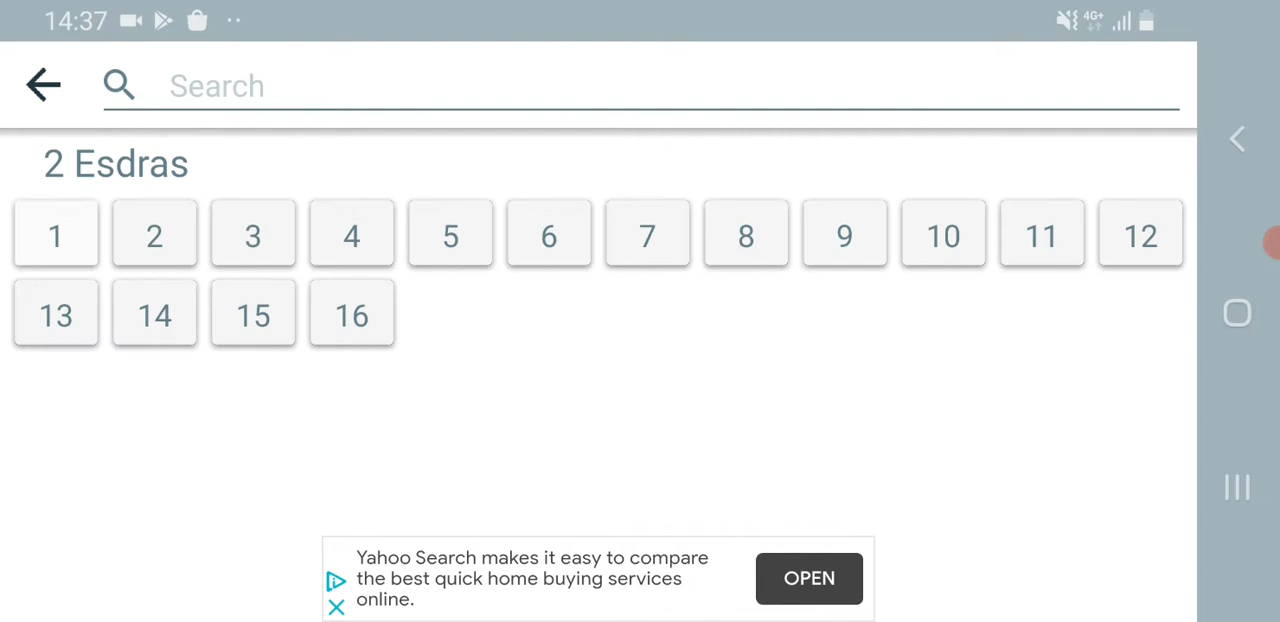 14:37
4G+
Search
2 Esdras
1 2 3 4 5 6 7 8 9 10 11 12
13 14 15 16
Yahoo Search makes it easy to compare
the best quick home buying services
online.
OPEN